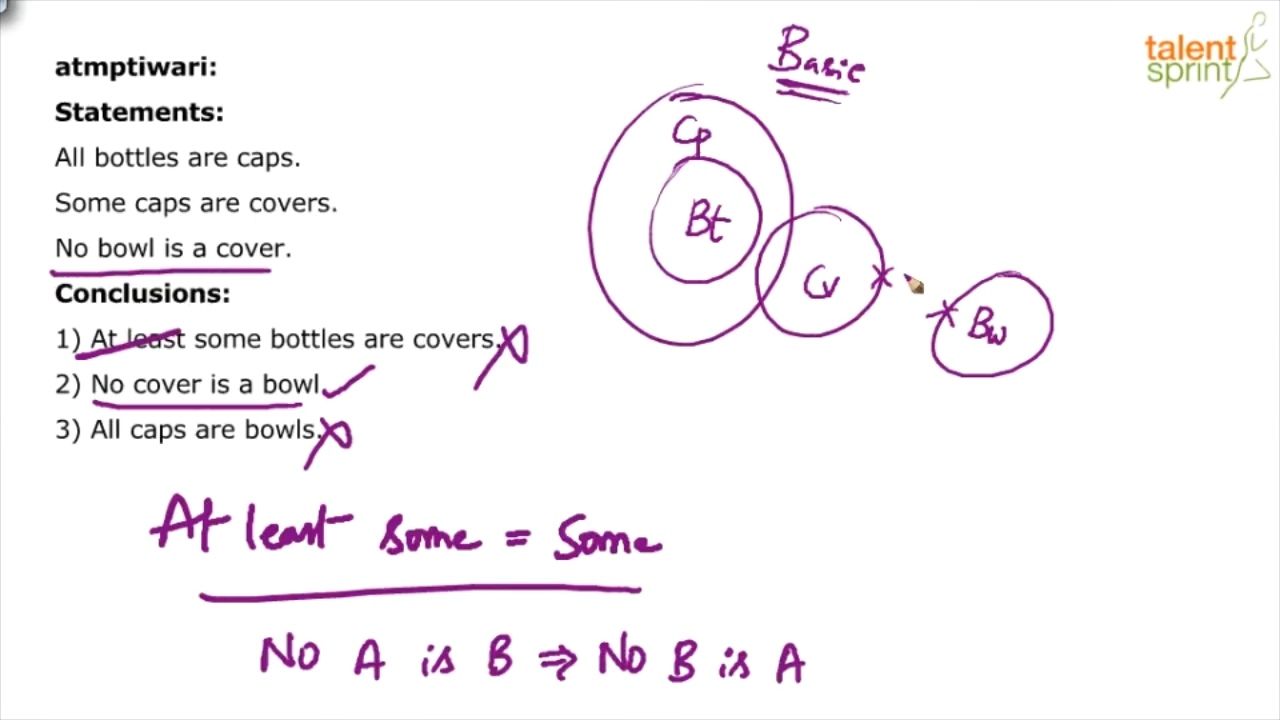 Basic
talent
sprint
atmptiwari:
Statements:
All bottles are caps.
Some caps are covers.
No bowl is a cover.
Conclusions:
1) At least some bottles are covers.
2) No cover is a bowl.
3) All caps are bowls.
Cp
Bt
Cv
Bw
At least some = Some
No A is B ⇒ No B is A